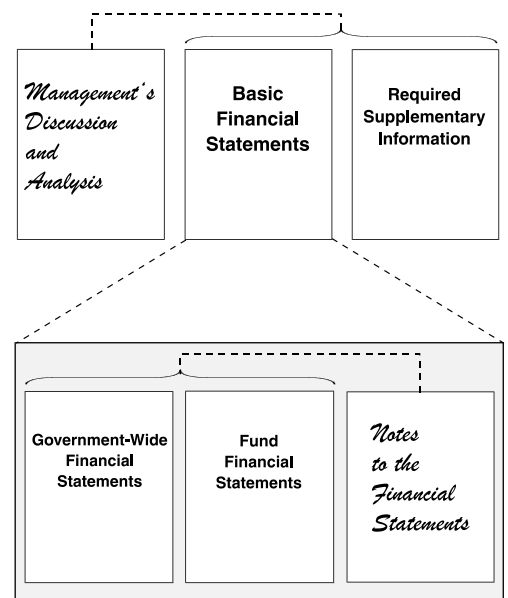 Management's
Discussion
and
Analysis
Basic
Financial
Statements
Required
Supplementary
Information
Government-Wide
Financial
Statements
Fund
Financial
Statements
Notes
to the
Financial
Statements